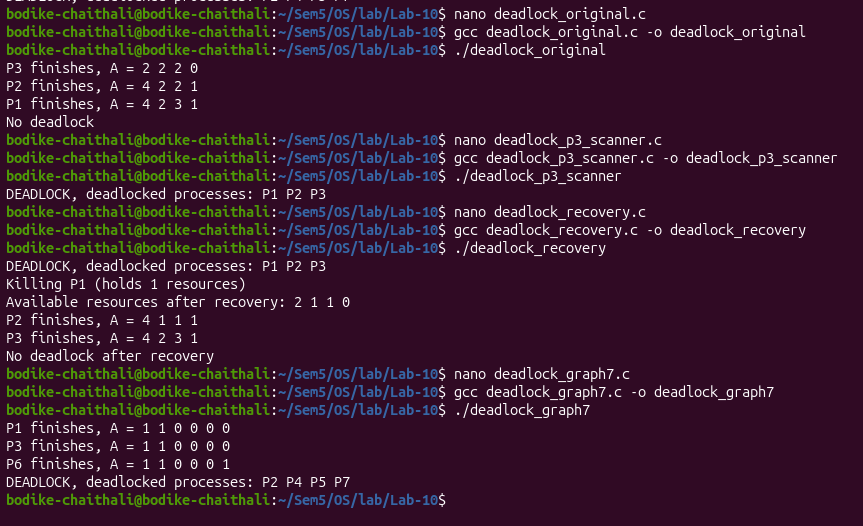 bodike-chaithali@bodike-chaithali:~/Sem5/OS/lab/Lab-10$ nano deadlock_original.c
bodike-chaithali@bodike-chaithali:~/Sem5/OS/lab/Lab-10$ gcc deadlock_original.c -o deadlock_original
bodike-chaithali@bodike-chaithali:~/Sem5/OS/lab/Lab-10$ ./deadlock_original
P3 finishes, A = 2 2 2 0
P2 finishes, A = 4 2 2 1
P1 finishes, A = 4 2 3 1
No deadlock
bodike-chaithali@bodike-chaithali:~/Sem5/OS/lab/Lab-10$ nano deadlock_p3_scanner.c
bodike-chaithali@bodike-chaithali:~/Sem5/OS/lab/Lab-10$ gcc deadlock_p3_scanner.c -o deadlock_p3_scanner
bodike-chaithali@bodike-chaithali:~/Sem5/OS/lab/Lab-10$ ./deadlock_p3_scanner
DEADLOCK, deadlocked processes: P1 P2 P3
bodike-chaithali@bodike-chaithali:~/Sem5/OS/lab/Lab-10$ nano deadlock_recovery.c
bodike-chaithali@bodike-chaithali:~/Sem5/OS/lab/Lab-10$ gcc deadlock_recovery.c -o deadlock_recovery
bodike-chaithali@bodike-chaithali:~/Sem5/OS/lab/Lab-10$ ./deadlock_recovery
DEADLOCK, deadlocked processes: P1 P2 P3
Killing P1 (holds 1 resources)
Available resources after recovery: 2 1 1 0
P2 finishes, A = 4 1 1 1
P3 finishes, A = 4 2 3 1
No deadlock after recovery
bodike-chaithali@bodike-chaithali:~/Sem5/OS/lab/Lab-10$ nano deadlock_graph7.c
bodike-chaithali@bodike-chaithali:~/Sem5/OS/lab/Lab-10$ gcc deadlock_graph7.c -o deadlock_graph7
bodike-chaithali@bodike-chaithali:~/Sem5/OS/lab/Lab-10$ ./deadlock_graph7
P1 finishes, A = 1 1 0 0 0 0
P3 finishes, A = 1 1 0 0 0 0
P6 finishes, A = 1 1 0 0 0 1
DEADLOCK, deadlocked processes: P2 P4 P5 P7
bodike-chaithali@bodike-chaithali:~/Sem5/OS/lab/Lab-10$